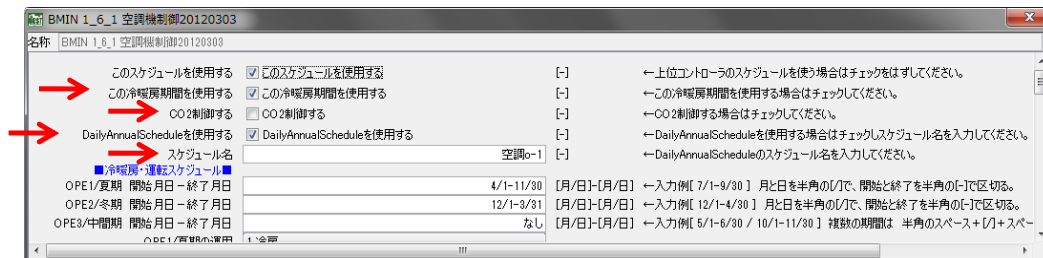 BMIN 1_6_1 空調機制御20120303
名称 BMIN 1_6_1 空調機制御20120303
このスケジュールを使用する このスケジュールを使用する [-] ←上位コントローラのスケジュールを使う場合はチェックをはずしてください。
この冷暖房期間を使用する この冷暖房期間を使用する [-] ←この冷暖房期間を使用する場合はチェックしてください。
CO2制御する CO2制御する [-] ←CO2制御する場合はチェックしてください。
DailyAnnualScheduleを使用する DailyAnnualScheduleを使用する [-] ←DailyAnnualScheduleを使用する場合はチェックしスケジュール名を入力してください。
スケジュール名 空調o-1 [-] ←DailyAnnualScheduleのスケジュール名を入力してください。
■冷暖房・運転スケジュール■
OPE1/夏期 開始月日－終了月日 4/1-11/30 [月/日]-[月/日] ←入力例[ 7/1-9/30 ] 月と日を半角の[/]で、開始と終了を半角の[-]で区切る。
OPE2/冬期 開始月日－終了月日 12/1-3/31 [月/日]-[月/日] ←入力例[ 12/1-4/30 ] 月と日を半角の[/]で、開始と終了を半角の[-]で区切る。
OPE3/中間期 開始月日－終了月日 なし [月/日]-[月/日] ←入力例[ 5/1-6/30 / 10/1-11/30 ] 複数の期間は 半角のスペース+[/]+スペー
OPE1/夏期の運用 1:冷房